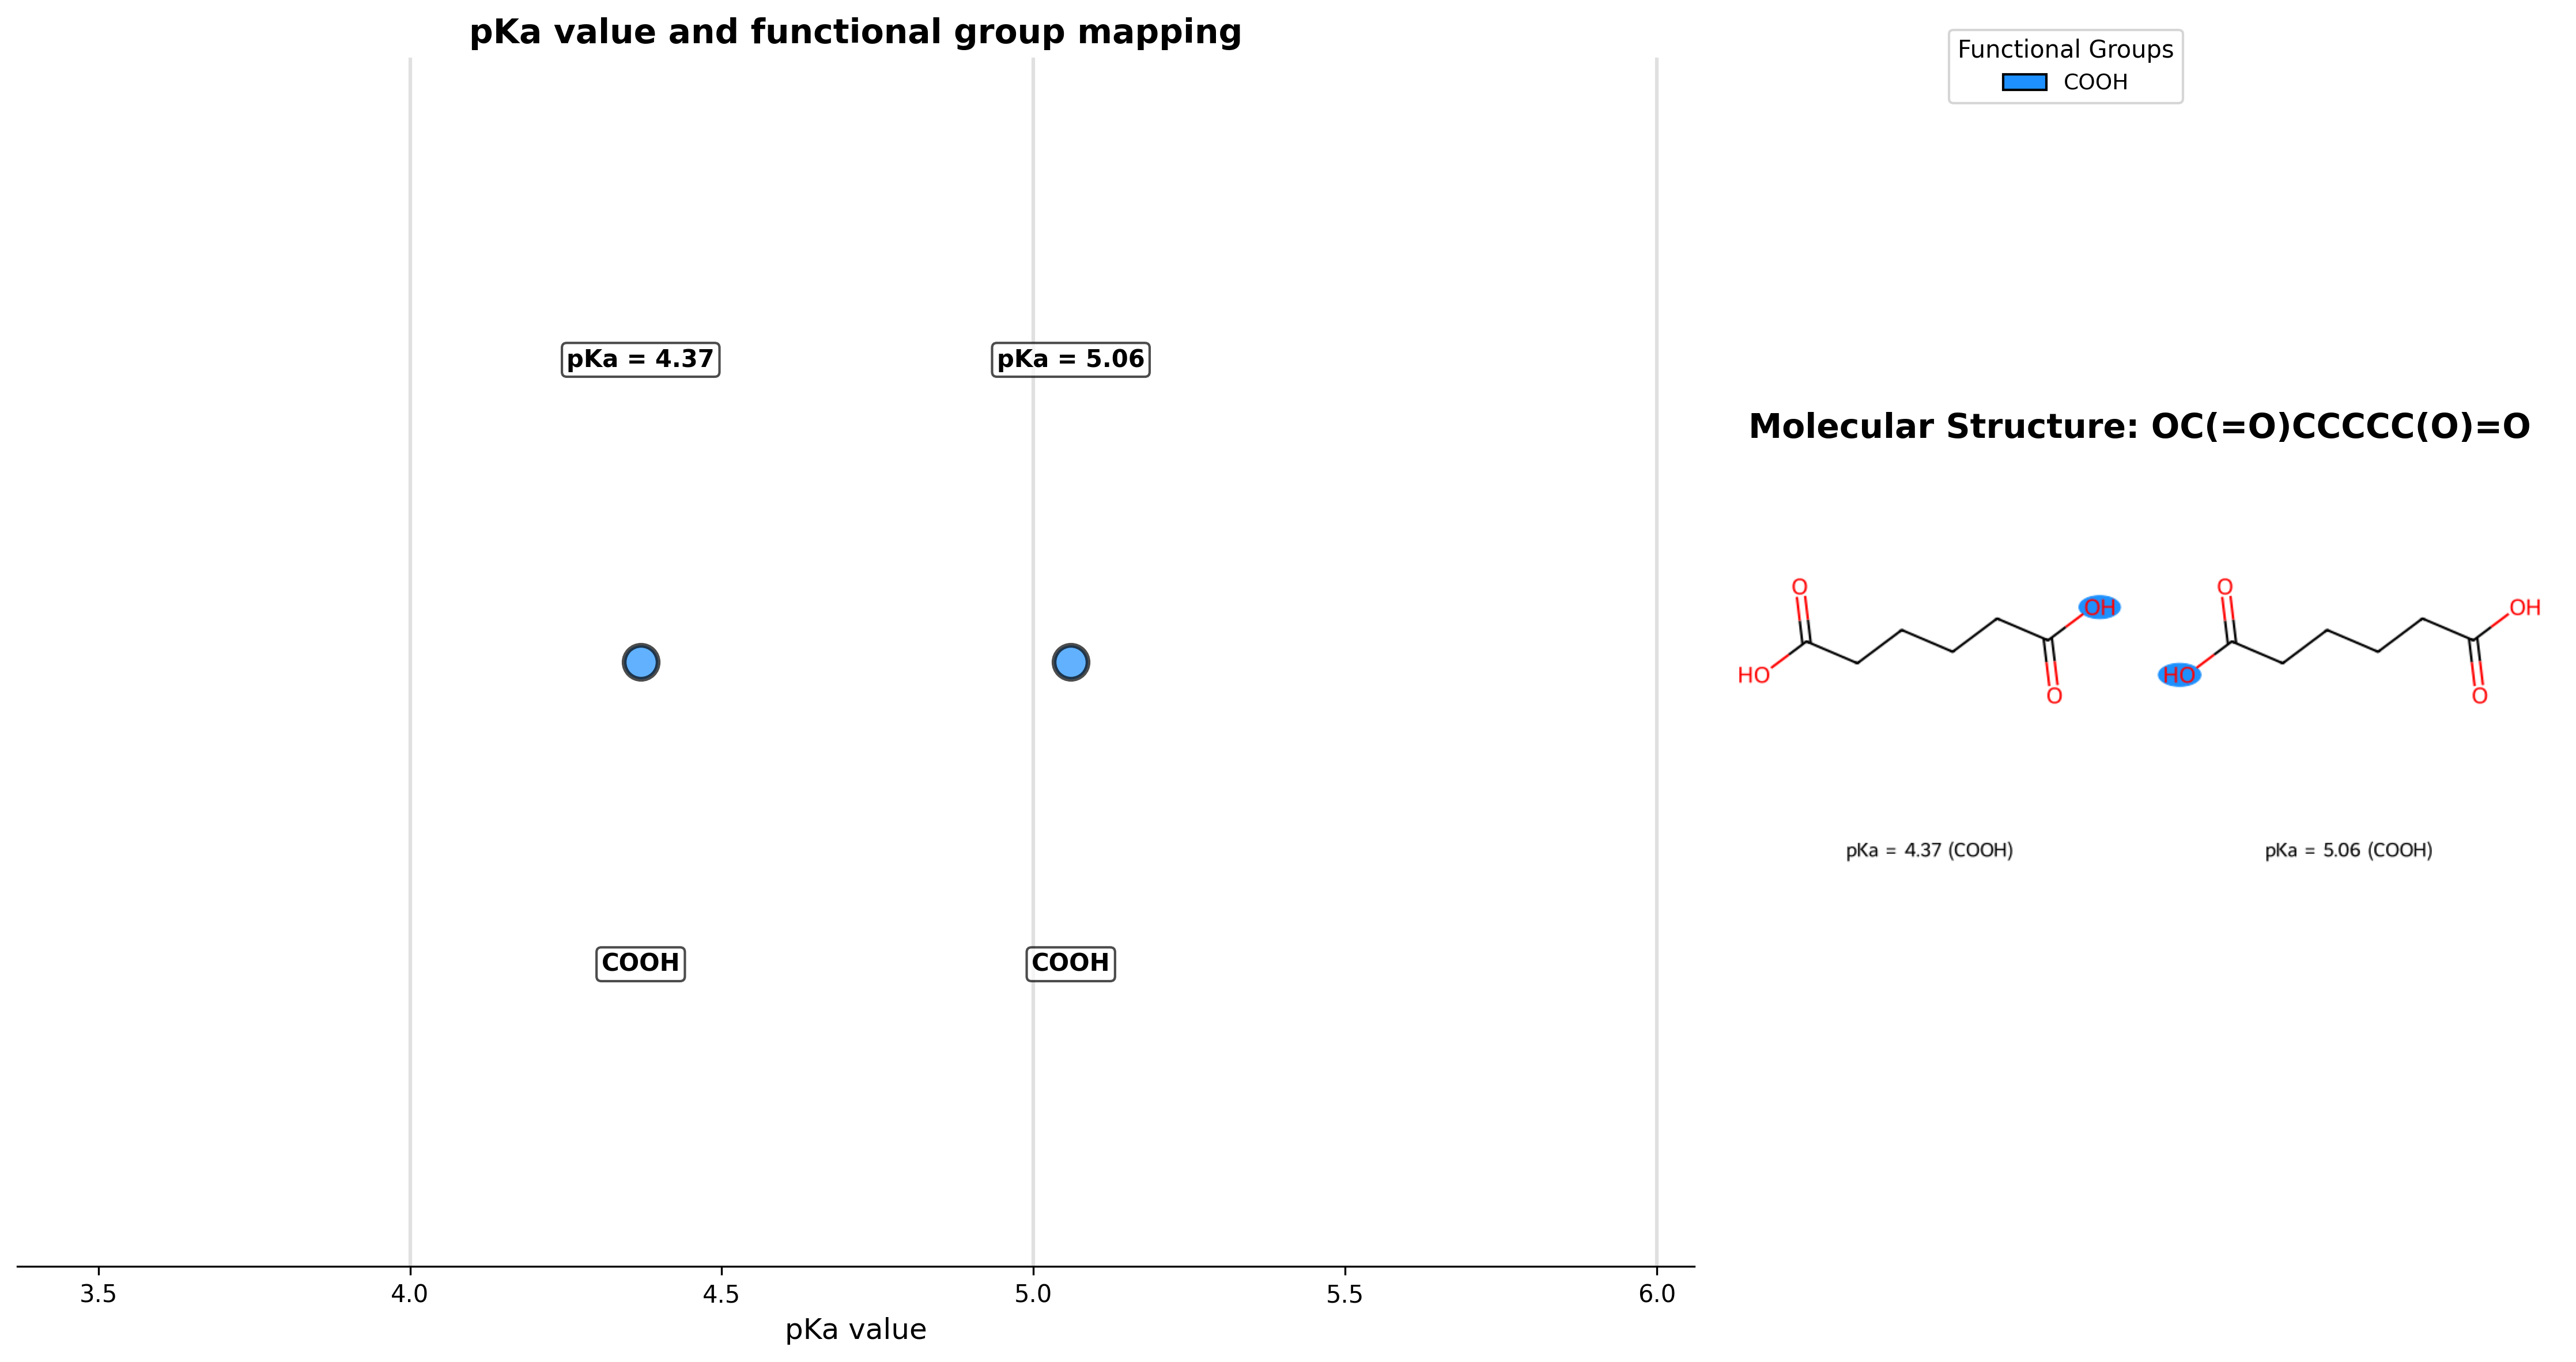 pKa value and functional group mapping
Functional Groups
COOH
pKa = 4.37
pKa = 5.06
COOH
COOH
3.5
4.0
4.5
5.0
5.5
6.0
pKa value
Molecular Structure: OC(=O)CCCCC(O)=O
O
OH
HO
O
O
OH
HO
O
pKa = 4.37 (COOH)
pKa = 5.06 (COOH)